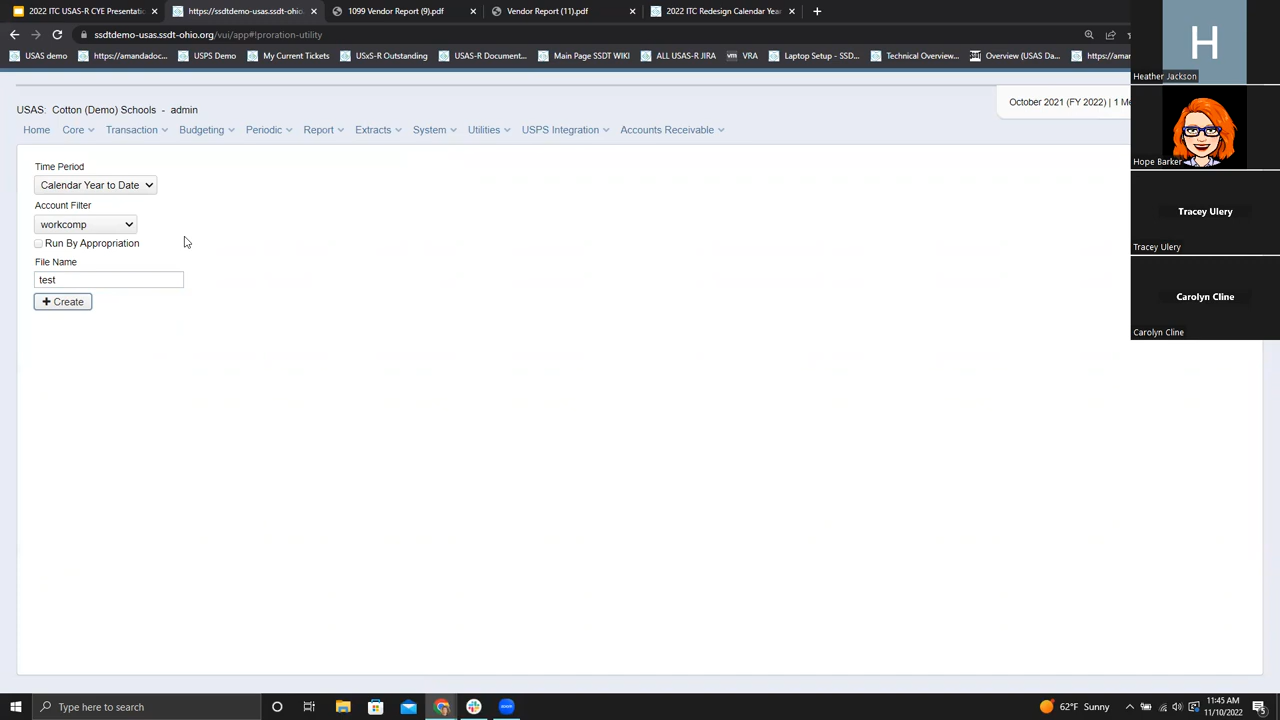 2022 ITC USAS-R CYE Presentati
https://ssdtdemo-usas.ssdt-ohio
1099 Vendor Report (9).pdf
Vendor Report (11).pdf
2022 ITC Redesign Calendar Year
ssdtdemo-usas.ssdt-ohio.org/vui/app#!proration-utility
USAS demo
https://amandadoc...
USPS Demo
My Current Tickets
USxS-R Outstanding
USAS-R Document...
Main Page SSDT WIKI
ALL USAS-R JIRA
VRA
Laptop Setup - SSD...
Technical Overview...
Overview (USAS Da...
https://aman
USAS: Cotton (Demo) Schools - admin
October 2021 (FY 2022) | 1 Me
Home Core Transaction Budgeting Periodic Report Extracts System Utilities USPS Integration Accounts Receivable
Time Period
Calendar Year to Date
Account Filter
workcomp
Run By Appropriation
File Name
test
Create
H
Heather Jackson
Hope Barker
Tracey Ulery
Tracey Ulery
Carolyn Cline
Carolyn Cline
Type here to search
zoom
62°F Sunny
11:45 AM
11/10/2022
5